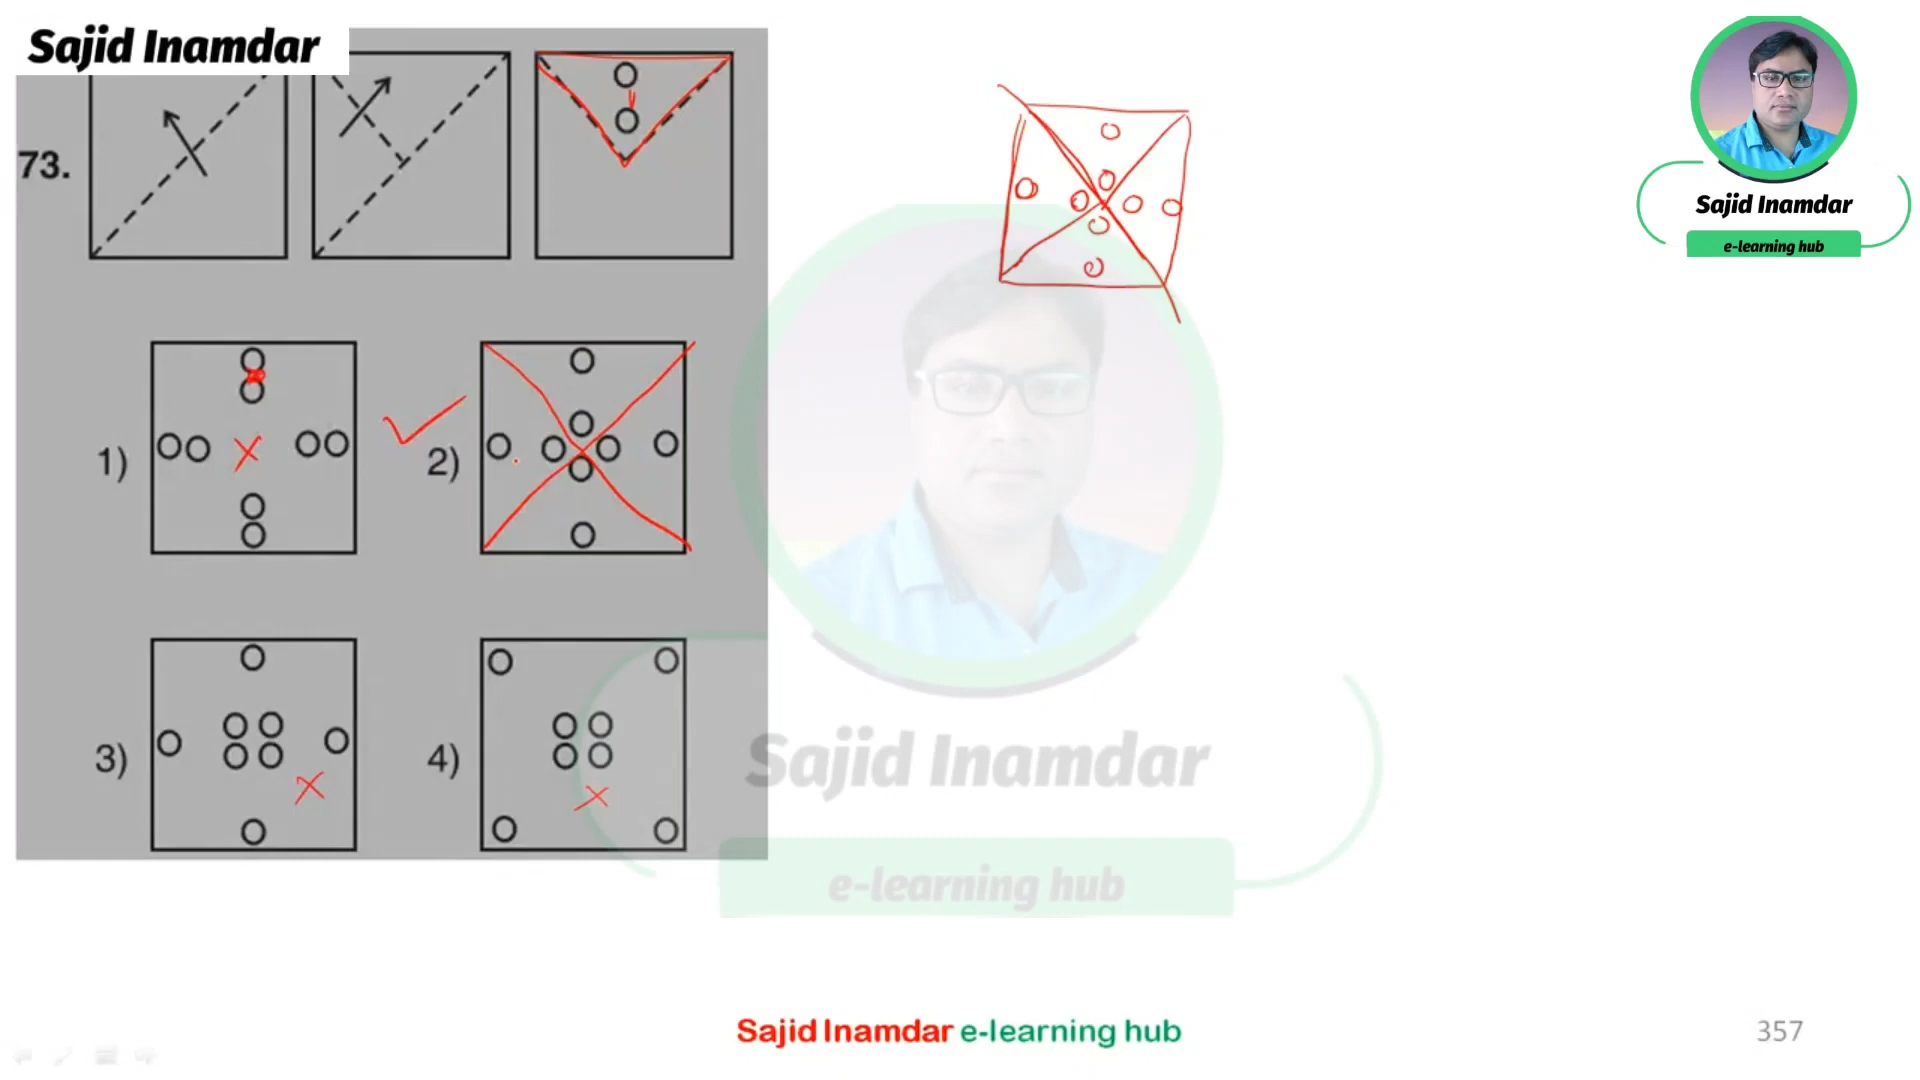 Sajid Inamdar
73.
1)
2)
3)
4)
Sajid Inamdar
e-learning hub
Sajid Inamdar
e-learning hub
Sajid Inamdar e-learning hub
357